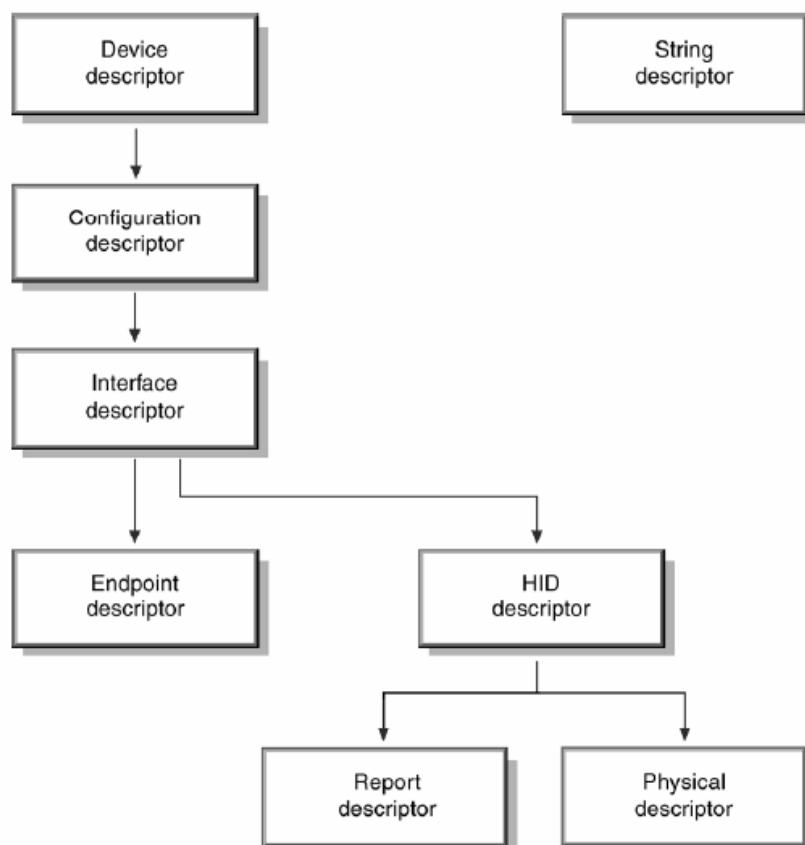 Device
descriptor
String
descriptor
Configuration
descriptor
Interface
descriptor
Endpoint
descriptor
HID
descriptor
Report
descriptor
Physical
descriptor